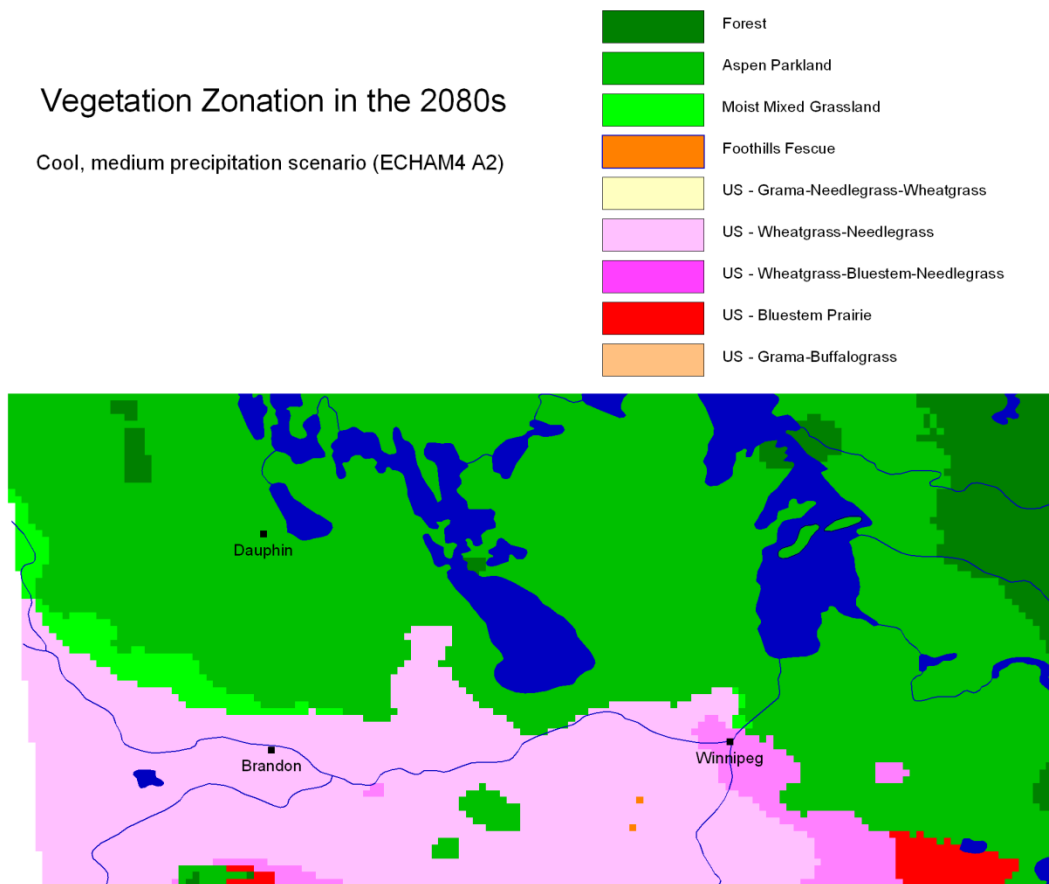 Vegetation Zonation in the 2080s
Cool, medium precipitation scenario (ECHAM4 A2)
Forest
Aspen Parkland
Moist Mixed Grassland
Foothills Fescue
US - Grama-Needlegrass-Wheatgrass
US - Wheatgrass-Needlegrass
US - Wheatgrass-Bluestem-Needlegrass
US - Bluestem Prairie
US - Grama-Buffalograss
Dauphin
Brandon
Winnipeg